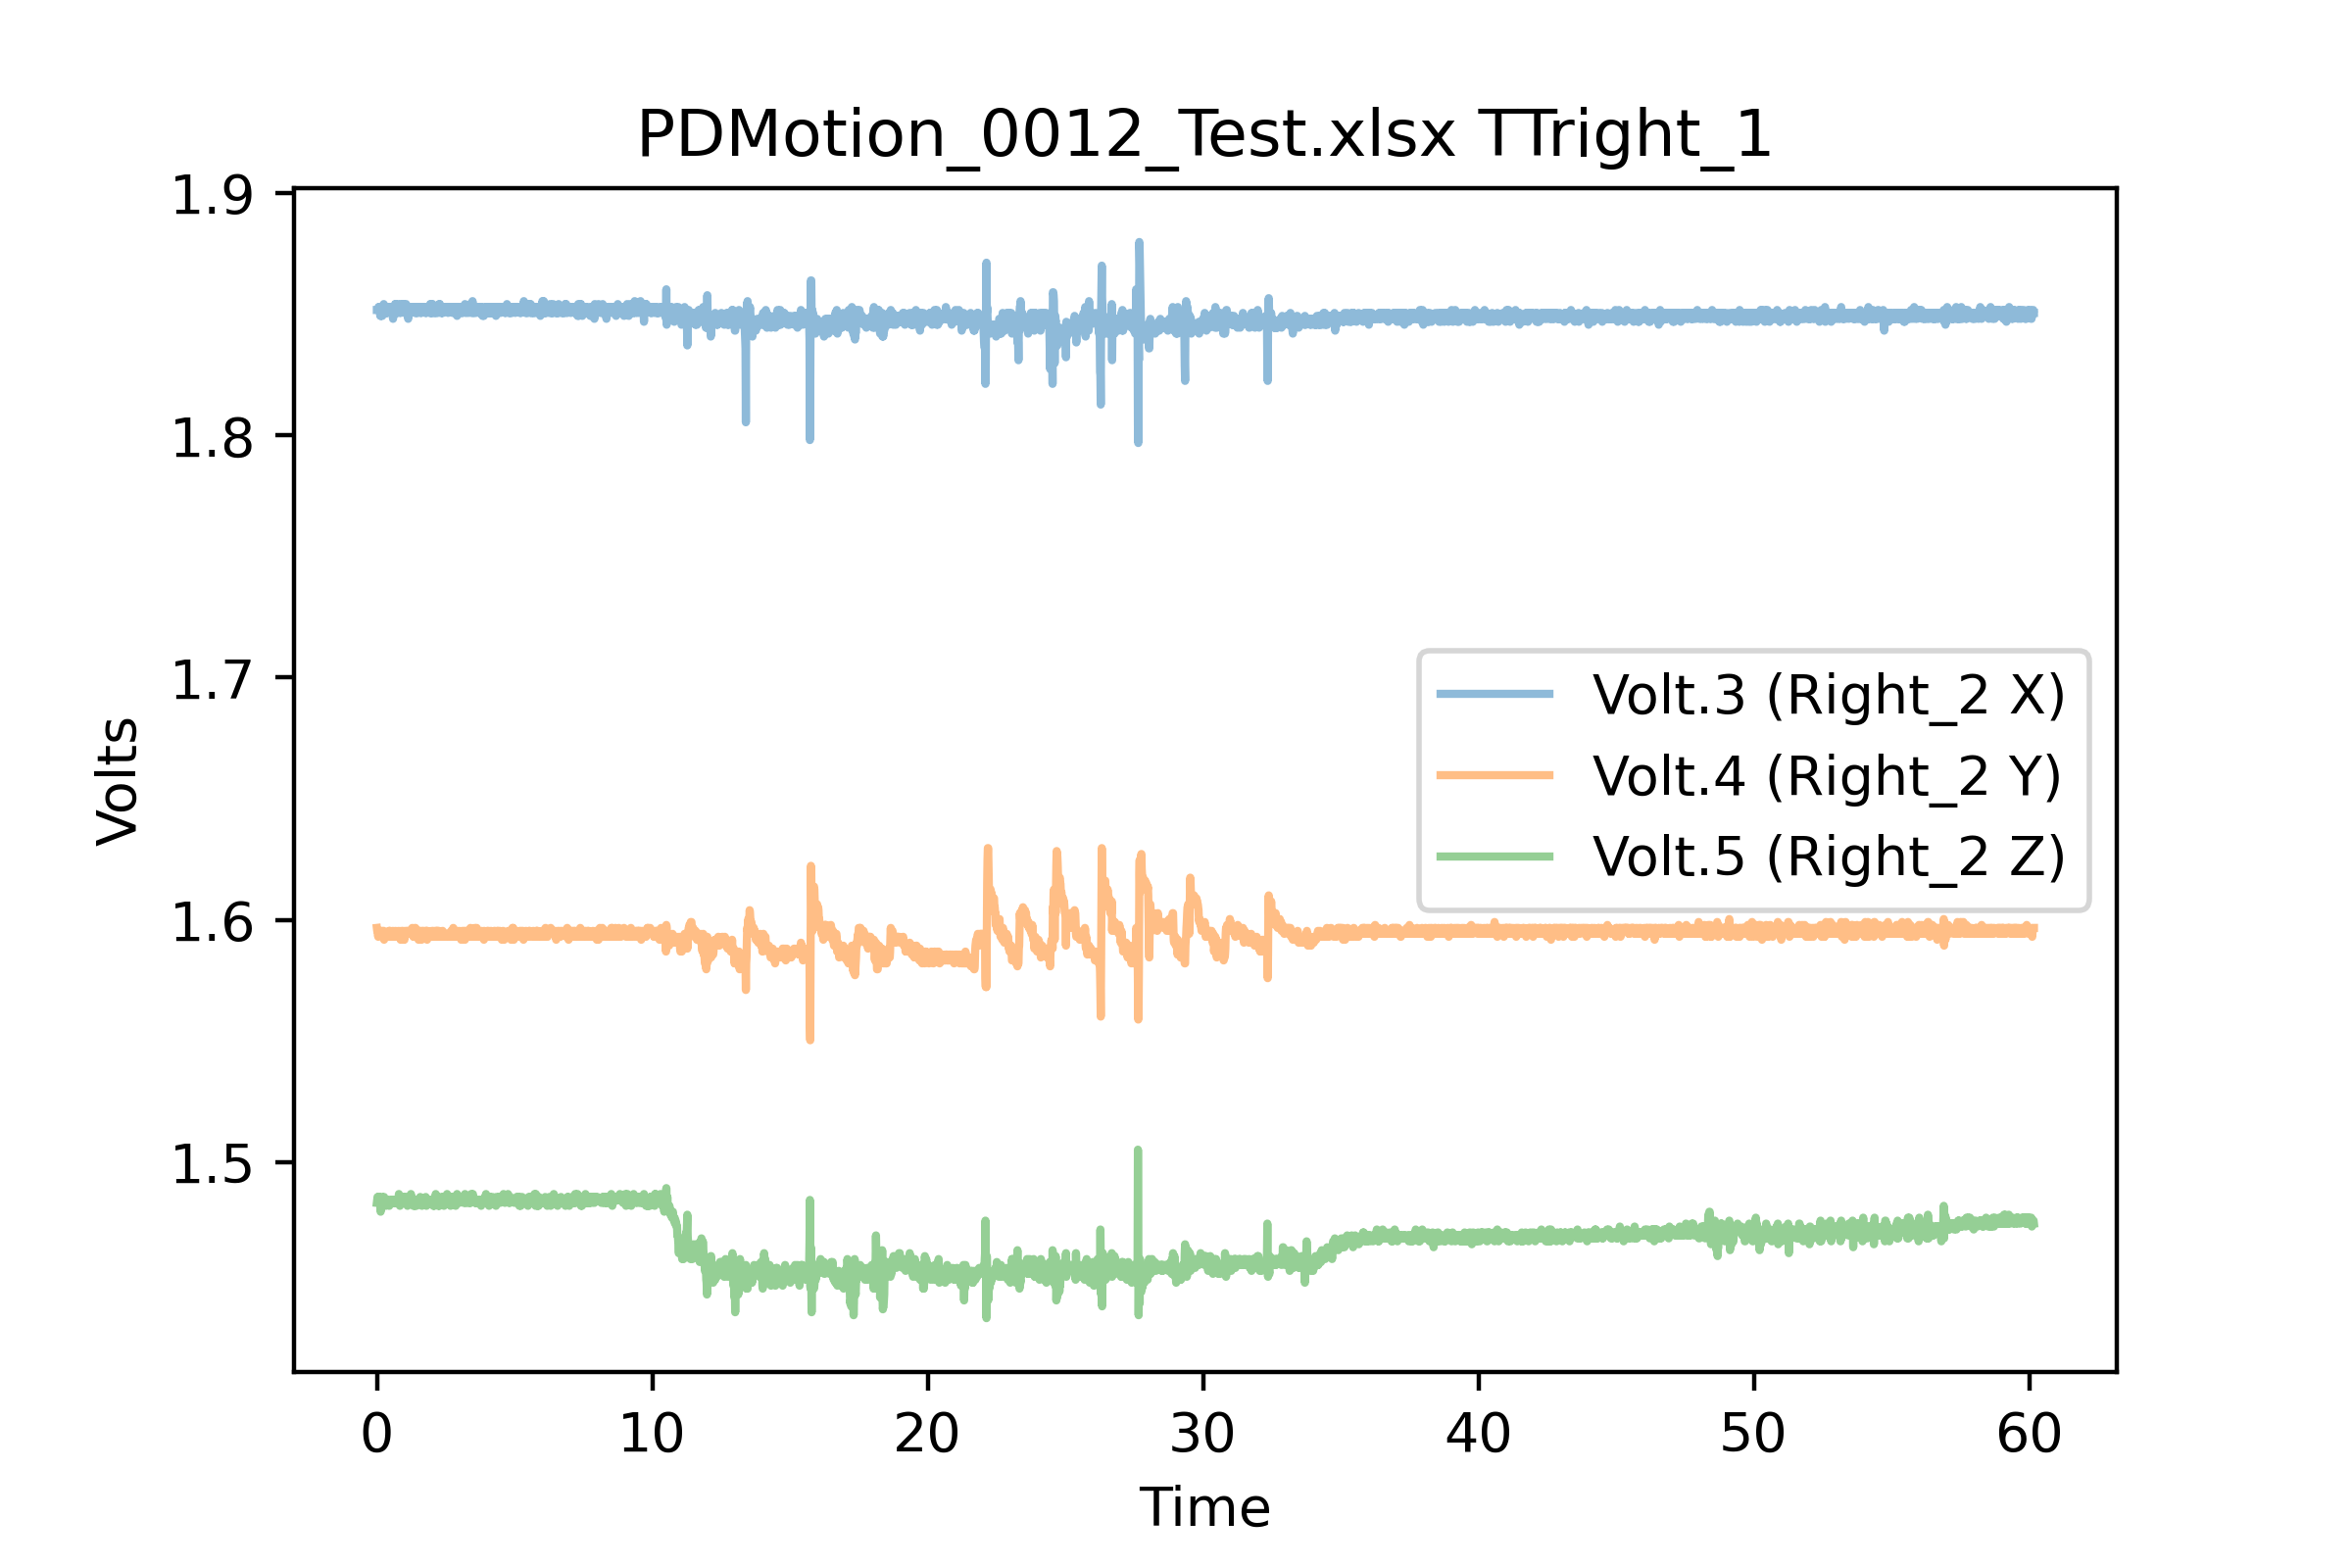 PDMotion_0012_Test.xlsx TTright_1
1.9
1.8
1.7
1.6
1.5
Volts
Volt.3 (Right_2 X)
Volt.4 (Right_2 Y)
Volt.5 (Right_2 Z)
0 10 20 30 40 50 60
Time